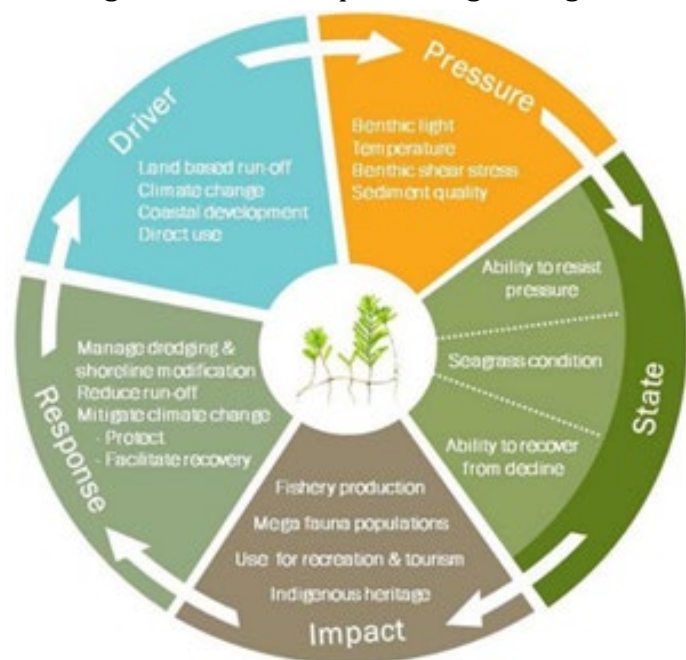 Driver
Land based run-off
Climate change
Coastal development
Direct use
Pressure
Benthic light
Temperature
Benthic shear stress
Sediment quality
State
Ability to resist
pressure
Seagrass condition
Ability to recover
from decline
Impact
Fishery production
Mega fauna populations
Use for recreation & tourism
Indigenous heritage
Response
Manage dredging &
shoreline modification
Reduce run-off
Mitigate climate change
- Protect
- Facilitate recovery